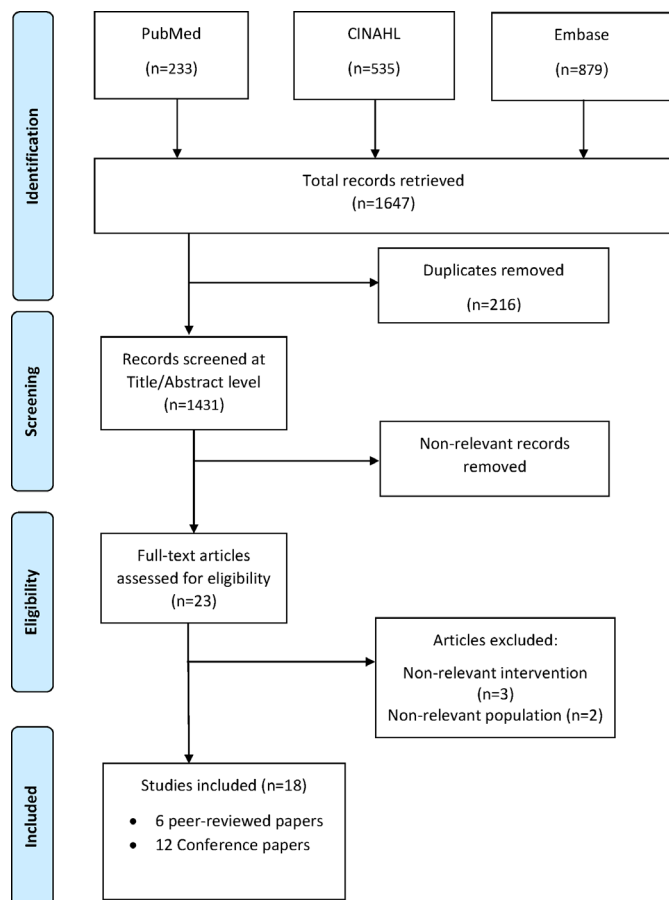 PubMed
(n=233)
CINAHL
(n=535)
Embase
(n=879)
Identification
Total records retrieved
(n=1647)
Duplicates removed
(n=216)
Screening
Records screened at
Title/Abstract level
(n=1431)
Non-relevant records
removed
Eligibility
Full-text articles
assessed for eligibility
(n=23)
Articles excluded:
Non-relevant intervention
(n=3)
Non-relevant population (n=2)
Included
Studies included (n=18)
• 6 peer-reviewed papers
• 12 Conference papers